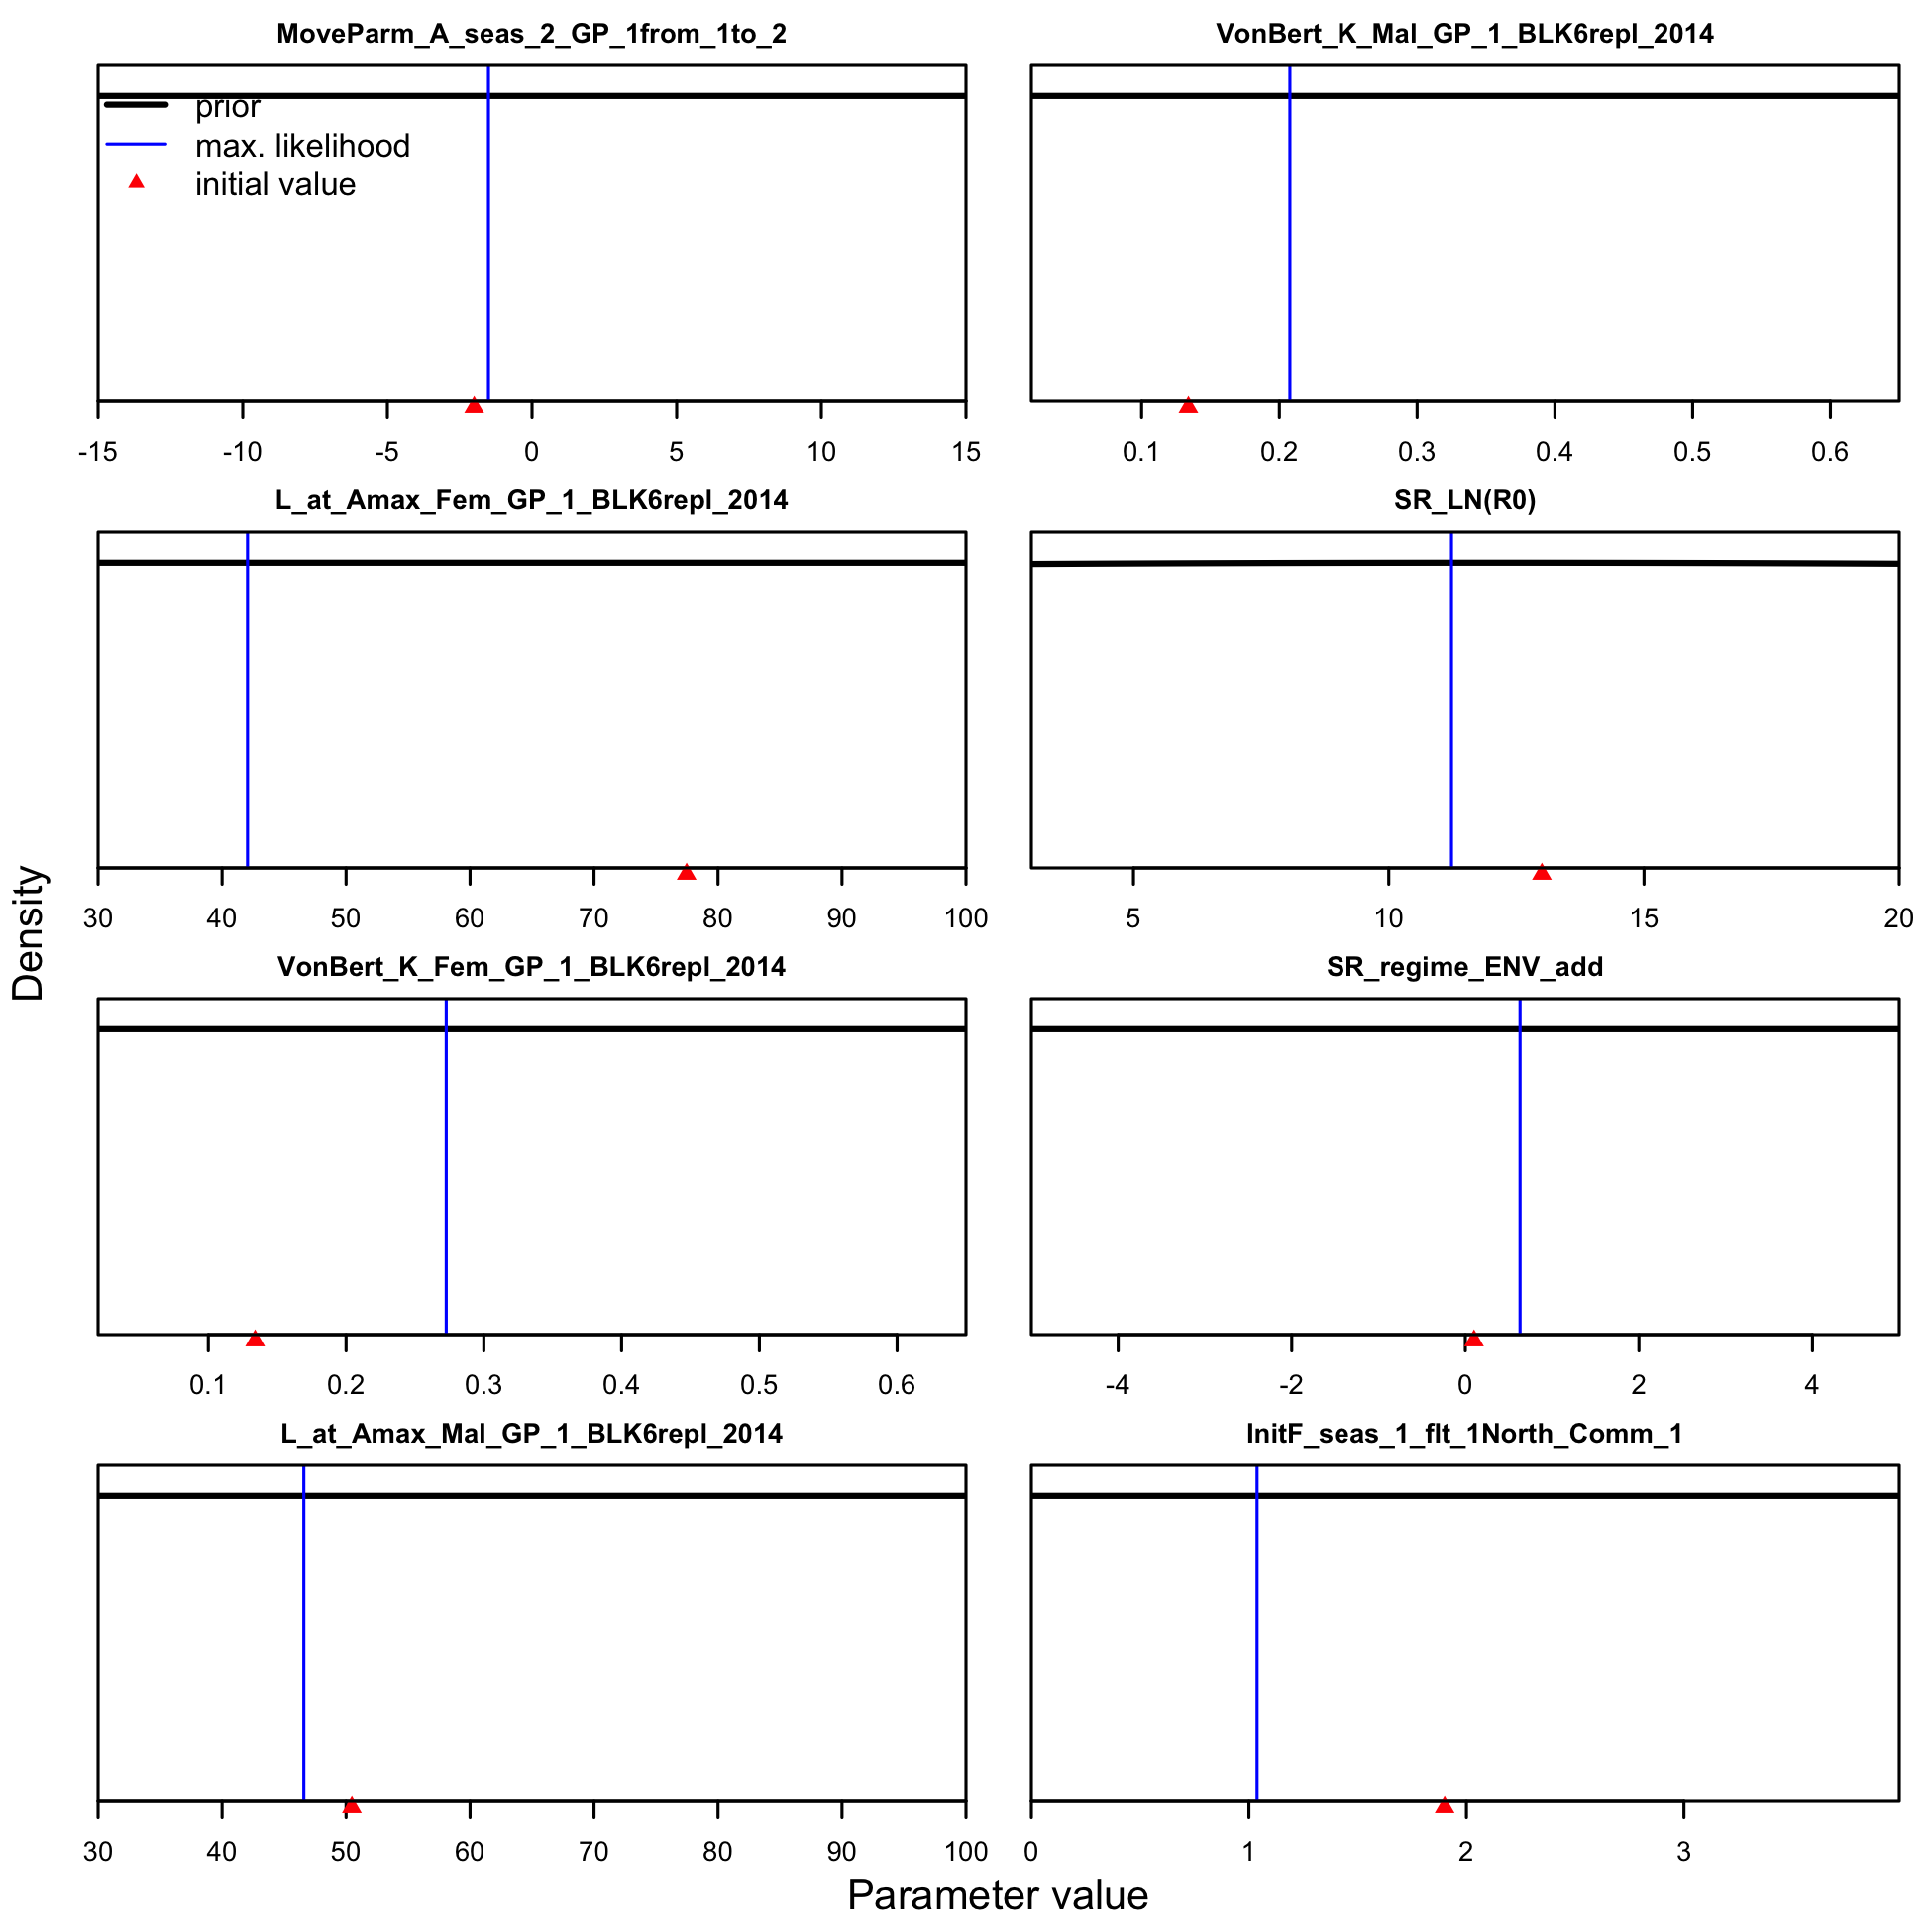 MoveParm_A_seas_2_GP_1from_1to_2
prior
max. likelihood
initial value
-15 -10 -5 0 5 10 15
VonBert_K_Mal_GP_1_BLK6repl_2014
0.1 0.2 0.3 0.4 0.5 0.6
L_at_Amax_Fem_GP_1_BLK6repl_2014
30 40 50 60 70 80 90 100
SR_LN(R0)
5 10 15 20
VonBert_K_Fem_GP_1_BLK6repl_2014
0.1 0.2 0.3 0.4 0.5 0.6
SR_regime_ENV_add
-4 -2 0 2 4
L_at_Amax_Mal_GP_1_BLK6repl_2014
30 40 50 60 70 80 90 100
InitF_seas_1_flt_1North_Comm_1
0 1 2 3
Density
Parameter value